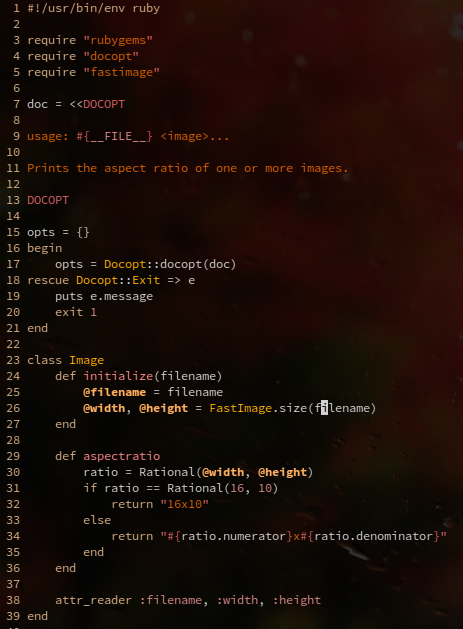 1 #!/usr/bin/env ruby
2
3 require "rubygems"
4 require "docopt"
5 require "fastimage"
6
7 doc = <<DOCOPT
8
9 usage: #{__FILE__} <image>...
10
11 Prints the aspect ratio of one or more images.
12
13 DOCOPT
14
15 opts = {}
16 begin
17     opts = Docopt::docopt(doc)
18 rescue Docopt::Exit => e
19     puts e.message
20     exit 1
21 end
22
23 class Image
24     def initialize(filename)
25         @filename = filename
26         @width, @height = FastImage.size(filename)
27     end
28
29     def aspectratio
30         ratio = Rational(@width, @height)
31         if ratio == Rational(16, 10)
32             return "16x10"
33         else
34             return "#{ratio.numerator}x#{ratio.denominator}"
35         end
36     end
37
38     attr_reader :filename, :width, :height
39 end